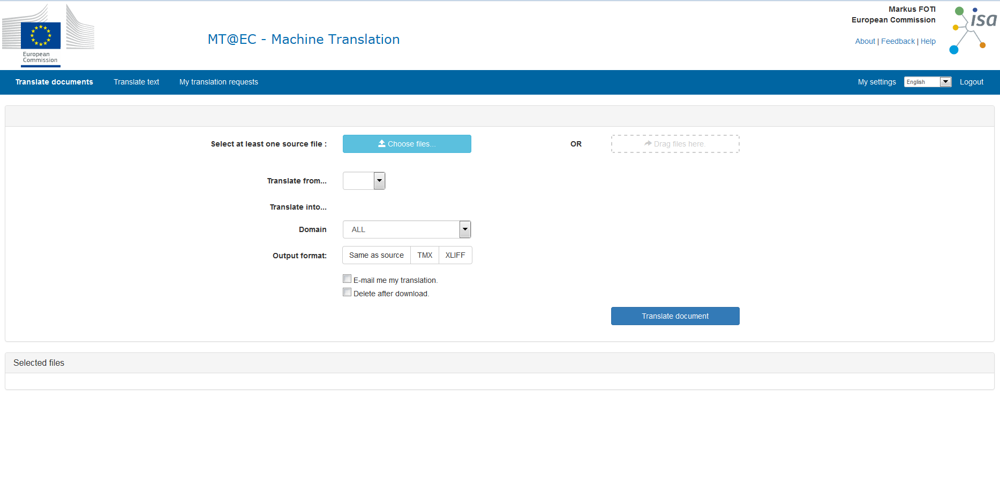 European
Commission
MT@EC - Machine Translation
Markus FOTI
European Commission
About | Feedback | Help
isa
Translate documents Translate text My translation requests My settings English Logout
Select at least one source file : Choose files... OR Drag files here.
Translate from...
Translate into...
Domain ALL
Output format: Same as source TMX XLIFF
E-mail me my translation.
Delete after download.
Translate document
Selected files